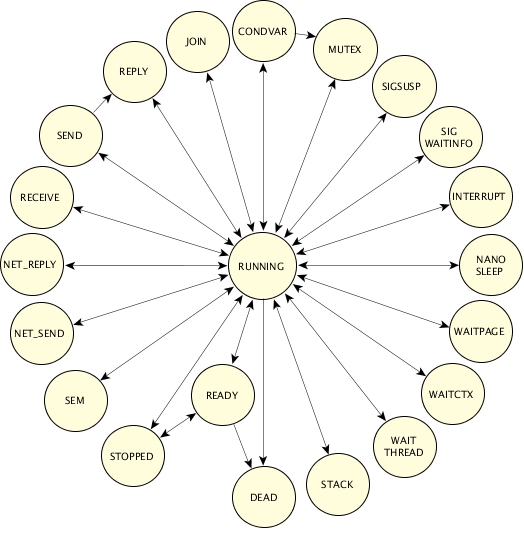 CONDVAR
JOIN
MUTEX
REPLY
SIGSUSP
SEND
SIG
WAITINFO
RECEIVE
INTERRUPT
NET_REPLY
RUNNING
NANO
SLEEP
NET_SEND
WAITPAGE
SEM
READY
WAITCTX
STOPPED
WAIT
THREAD
DEAD
STACK